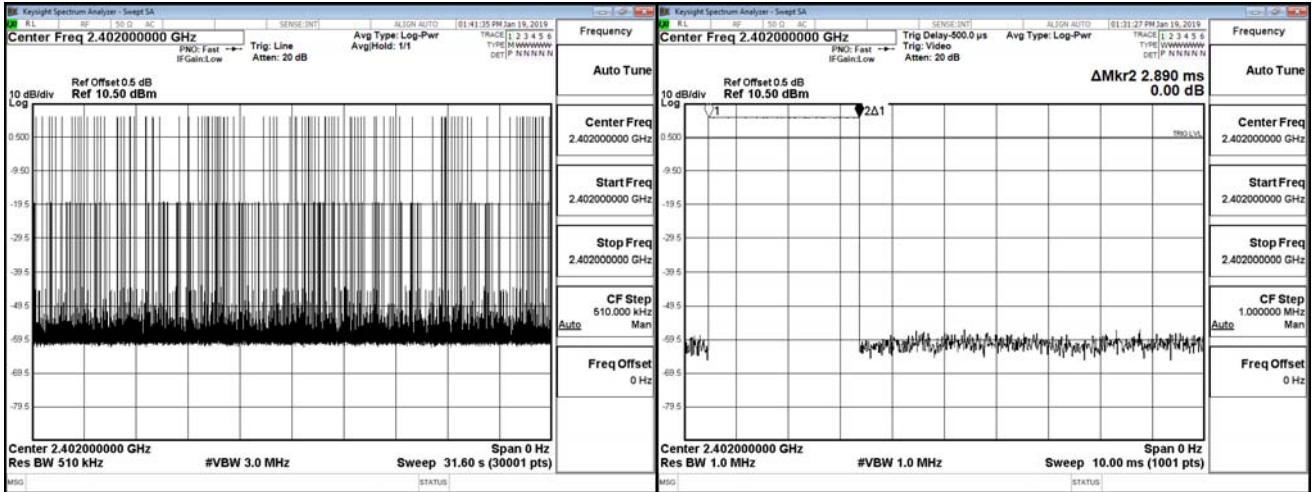 Keysight Spectrum Analyzer - Swept SA
RL RF 50 Ω AC SENSE:INT ALIGN AUTO 01:41:35 PM Jan 19, 2019
Center Freq 2.402000000 GHz
PNO: Fast
IFGain:Low
Trig: Line
Atten: 20 dB
Avg Type: Log-Pwr
Avg|Hold: 1/1
TRACE 1 2 3 4 5 6
TYPE MWWWWW
DET P NNNNN
Ref Offset 0.5 dB
10 dB/div Ref 10.50 dBm
Log
0.500
-9.50
-19.5
-29.5
-39.5
-49.5
-59.5
-69.5
-79.5
Center 2.402000000 GHz Span 0 Hz
Res BW 510 kHz #VBW 3.0 MHz Sweep 31.60 s (30001 pts)
MSG STATUS
Frequency
Auto Tune
Center Freq
2.402000000 GHz
Start Freq
2.402000000 GHz
Stop Freq
2.402000000 GHz
CF Step
510.000 kHz
Auto Man
Freq Offset
0 Hz
Keysight Spectrum Analyzer - Swept SA
RL RF 50 Ω AC SENSE:INT ALIGN AUTO 01:31:27 PM Jan 19, 2019
Center Freq 2.402000000 GHz
PNO: Fast
IFGain:Low
Trig Delay-500.0 µs
Trig: Video
Atten: 20 dB
Avg Type: Log-Pwr
TRACE 1 2 3 4 5 6
TYPE WWWWWW
DET P NNNNN
ΔMkr2 2.890 ms
0.00 dB
Ref Offset 0.5 dB
10 dB/div Ref 10.50 dBm
Log
1
2Δ1
TRIG LVL
0.500
-9.50
-19.5
-29.5
-39.5
-49.5
-59.5
-69.5
-79.5
Center 2.402000000 GHz Span 0 Hz
Res BW 1.0 MHz #VBW 1.0 MHz Sweep 10.00 ms (1001 pts)
MSG STATUS
Frequency
Auto Tune
Center Freq
2.402000000 GHz
Start Freq
2.402000000 GHz
Stop Freq
2.402000000 GHz
CF Step
1.000000 MHz
Auto Man
Freq Offset
0 Hz